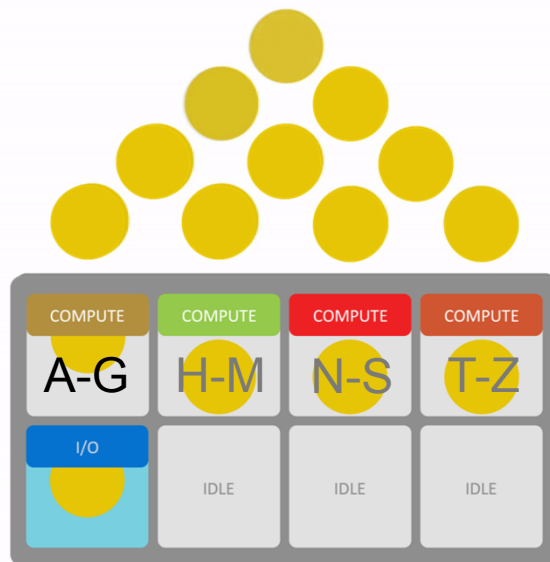 COMPUTE COMPUTE COMPUTE COMPUTE
A-G H-M N-S T-Z
I/O IDLE IDLE IDLE